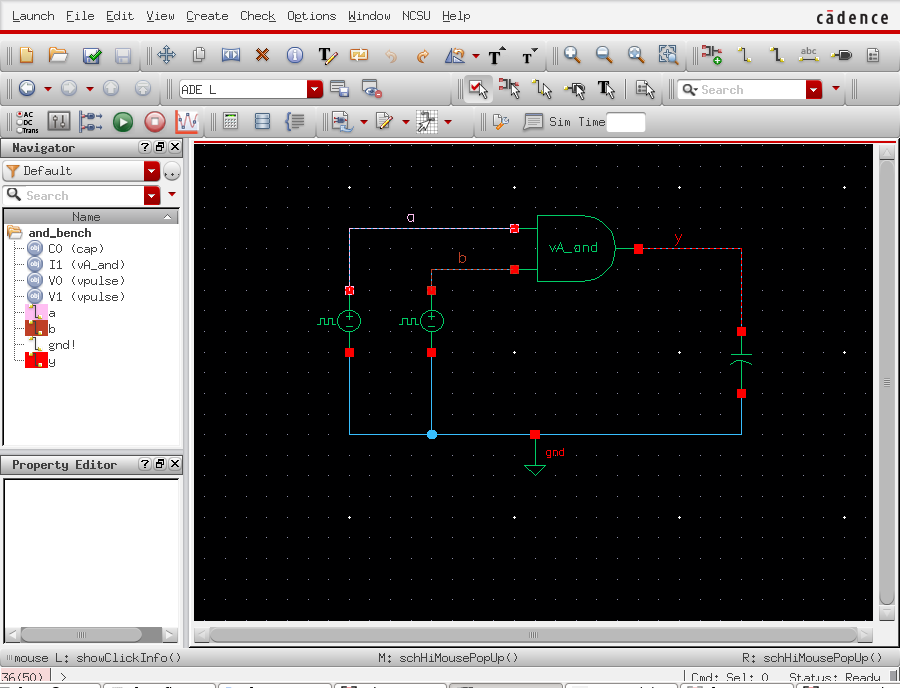 Launch File Edit View Create Check Options Window NCSU Help
cādence
abc
ADE L
Search
AC
DC
Trans
Sim Time
Navigator
Default
Search
Name
and_bench
C0 (cap)
I1 (vA_and)
V0 (vpulse)
V1 (vpulse)
a
b
gnd!
y
Property Editor
a
b
vA_and
y
gnd
mouse L: showClickInfo()
M: schHiMousePopUp()
R: schHiMousePopUp()
36(50) >
Cmd: Sel: 0 Status: Ready